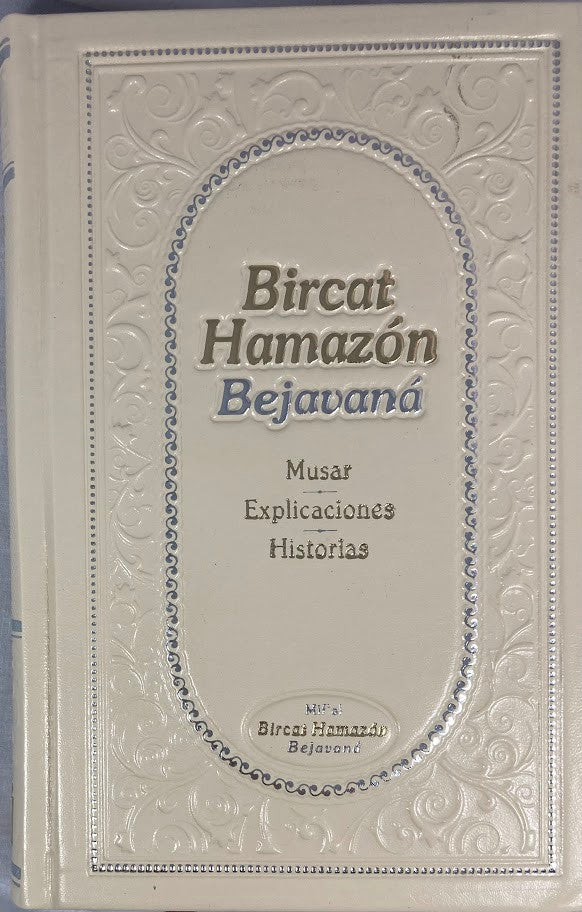 Bircat
Hamazón
Bejavaná
Musar
Explicaciones
Historias
Bircat Hamazón
Bejavaná